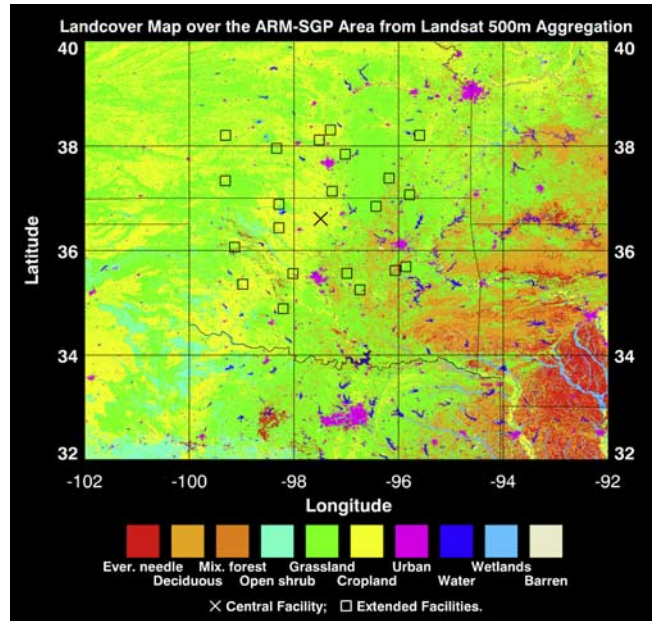 Landcover Map over the ARM-SGP Area from Landsat 500m Aggregation
40 40
38 38
36 36
34 34
32 32
Latitude
-102 -100 -98 -96 -94 -92
Longitude
Ever. needle Mix. forest Grassland Urban Wetlands
Deciduous Open shrub Cropland Water Barren
Central Facility; Extended Facilities.